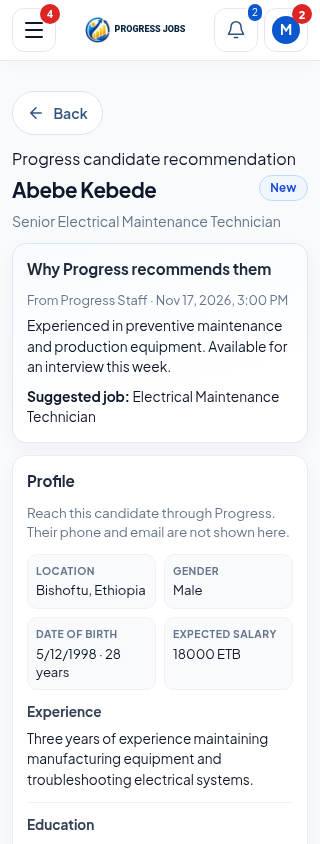 4
PROGRESS JOBS
2
M
2
Back
Progress candidate recommendation
Abebe Kebede
New
Senior Electrical Maintenance Technician
Why Progress recommends them
From Progress Staff · Nov 17, 2026, 3:00 PM
Experienced in preventive maintenance
and production equipment. Available for
an interview this week.
Suggested job: Electrical Maintenance
Technician
Profile
Reach this candidate through Progress.
Their phone and email are not shown here.
LOCATION
Bishoftu, Ethiopia
GENDER
Male
DATE OF BIRTH
5/12/1998 · 28
years
EXPECTED SALARY
18000 ETB
Experience
Three years of experience maintaining
manufacturing equipment and
troubleshooting electrical systems.
Education